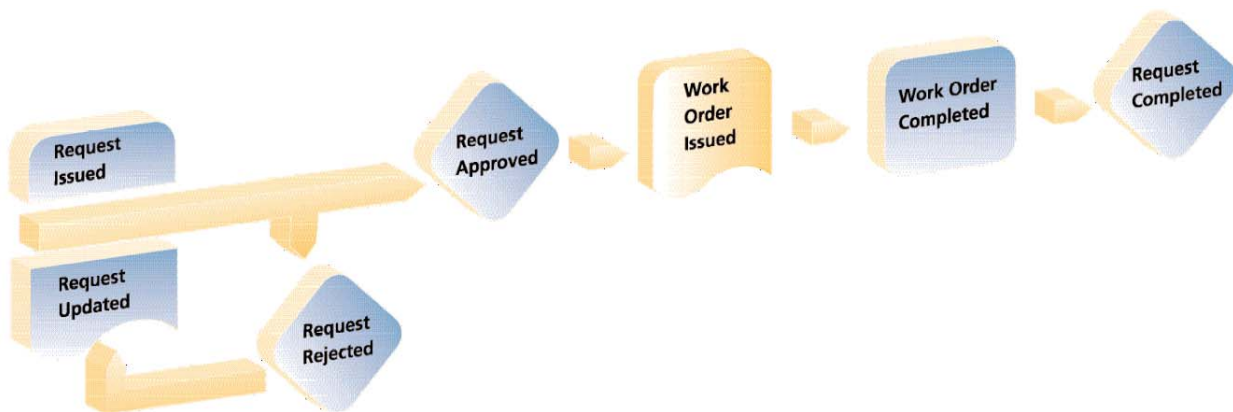 Request
Issued
Request
Updated
Request
Rejected
Request
Approved
Work
Order
Issued
Work Order
Completed
Request
Completed